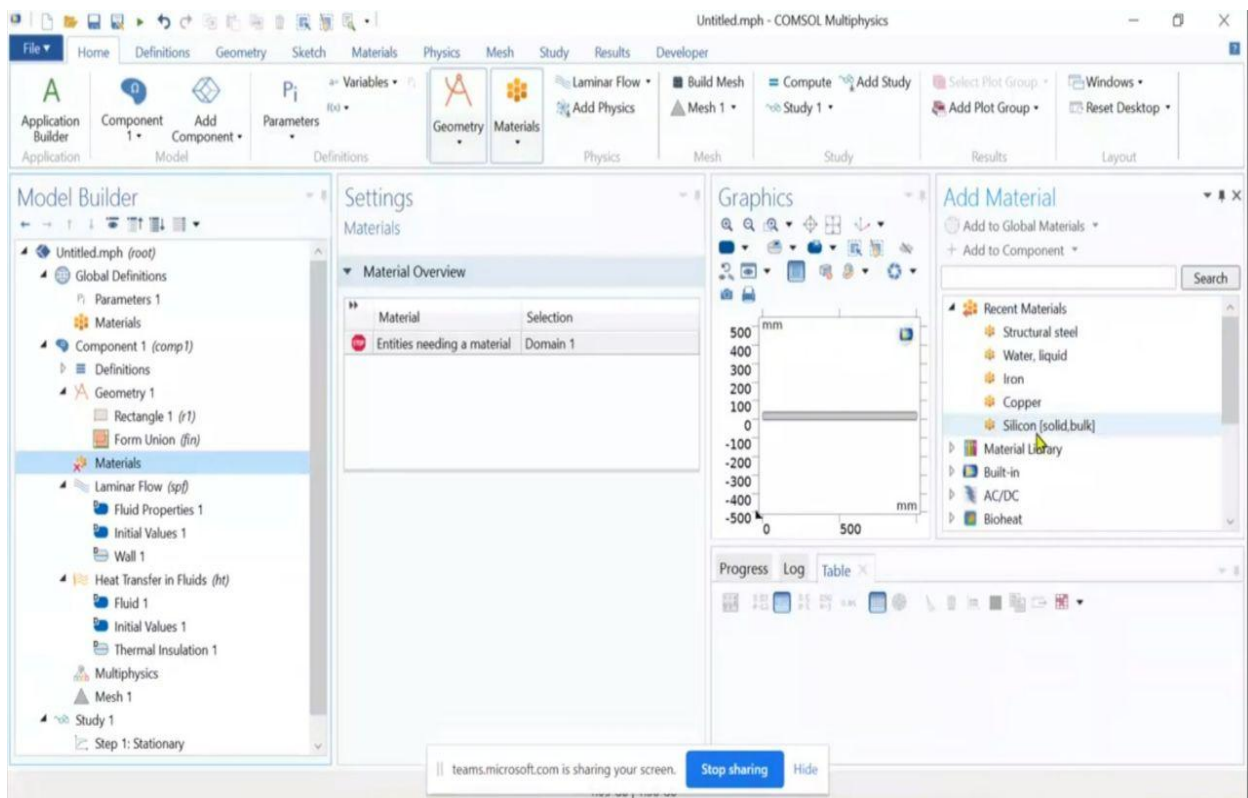 Untitled.mph - COMSOL Multiphysics
File Home Definitions Geometry Sketch Materials Physics Mesh Study Results Developer
A
Application Builder
Component 1
Add Component
Pi
Parameters
a= Variables
f(x)
Geometry
Materials
Laminar Flow
Add Physics
Build Mesh
Mesh 1
= Compute
Add Study
Study 1
Select Plot Group
Add Plot Group
Windows
Reset Desktop
Application Model Definitions Physics Mesh Study Results Layout
Model Builder
Untitled.mph (root)
Global Definitions
Pi Parameters 1
Materials
Component 1 (comp1)
Definitions
Geometry 1
Rectangle 1 (r1)
Form Union (fin)
Materials
Laminar Flow (spf)
Fluid Properties 1
Initial Values 1
Wall 1
Heat Transfer in Fluids (ht)
Fluid 1
Initial Values 1
Thermal Insulation 1
Multiphysics
Mesh 1
Study 1
Step 1: Stationary
Settings
Materials
Material Overview
Material Selection
STOP Entities needing a material Domain 1
Graphics
mm
500
400
300
200
100
0
-100
-200
-300
-400
-500
mm
0 500
Add Material
Add to Global Materials
+ Add to Component
Search
Recent Materials
Structural steel
Water, liquid
Iron
Copper
Silicon [solid,bulk]
Material Library
Built-in
AC/DC
Bioheat
Progress Log Table
teams.microsoft.com is sharing your screen. Stop sharing Hide